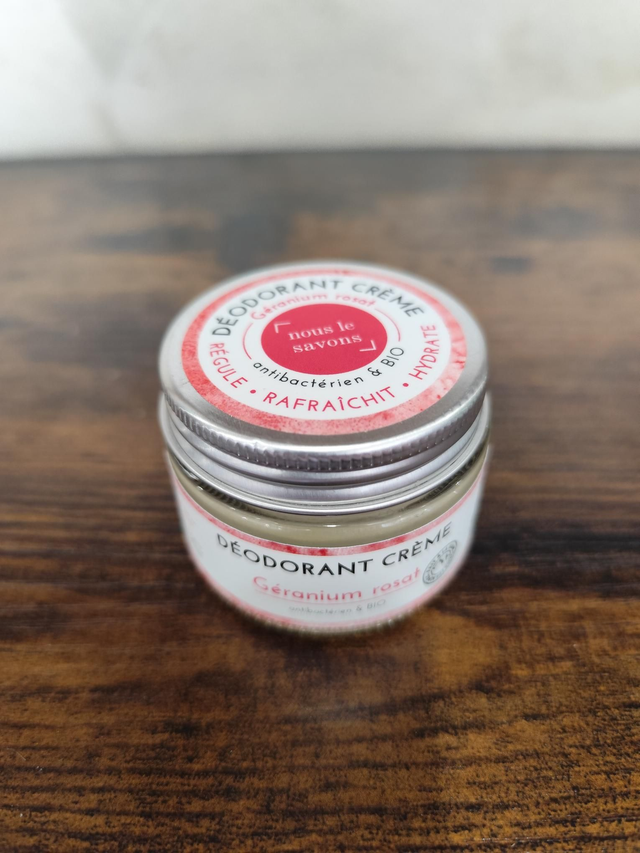 DÉODORANT CRÈME
Géranium rosat
nous le
savons
antibactérien & BIO
RÉGULE • RAFRAÎCHIT • HYDRATE
DÉODORANT CRÈME
Géranium rosat
antibactérien & BIO